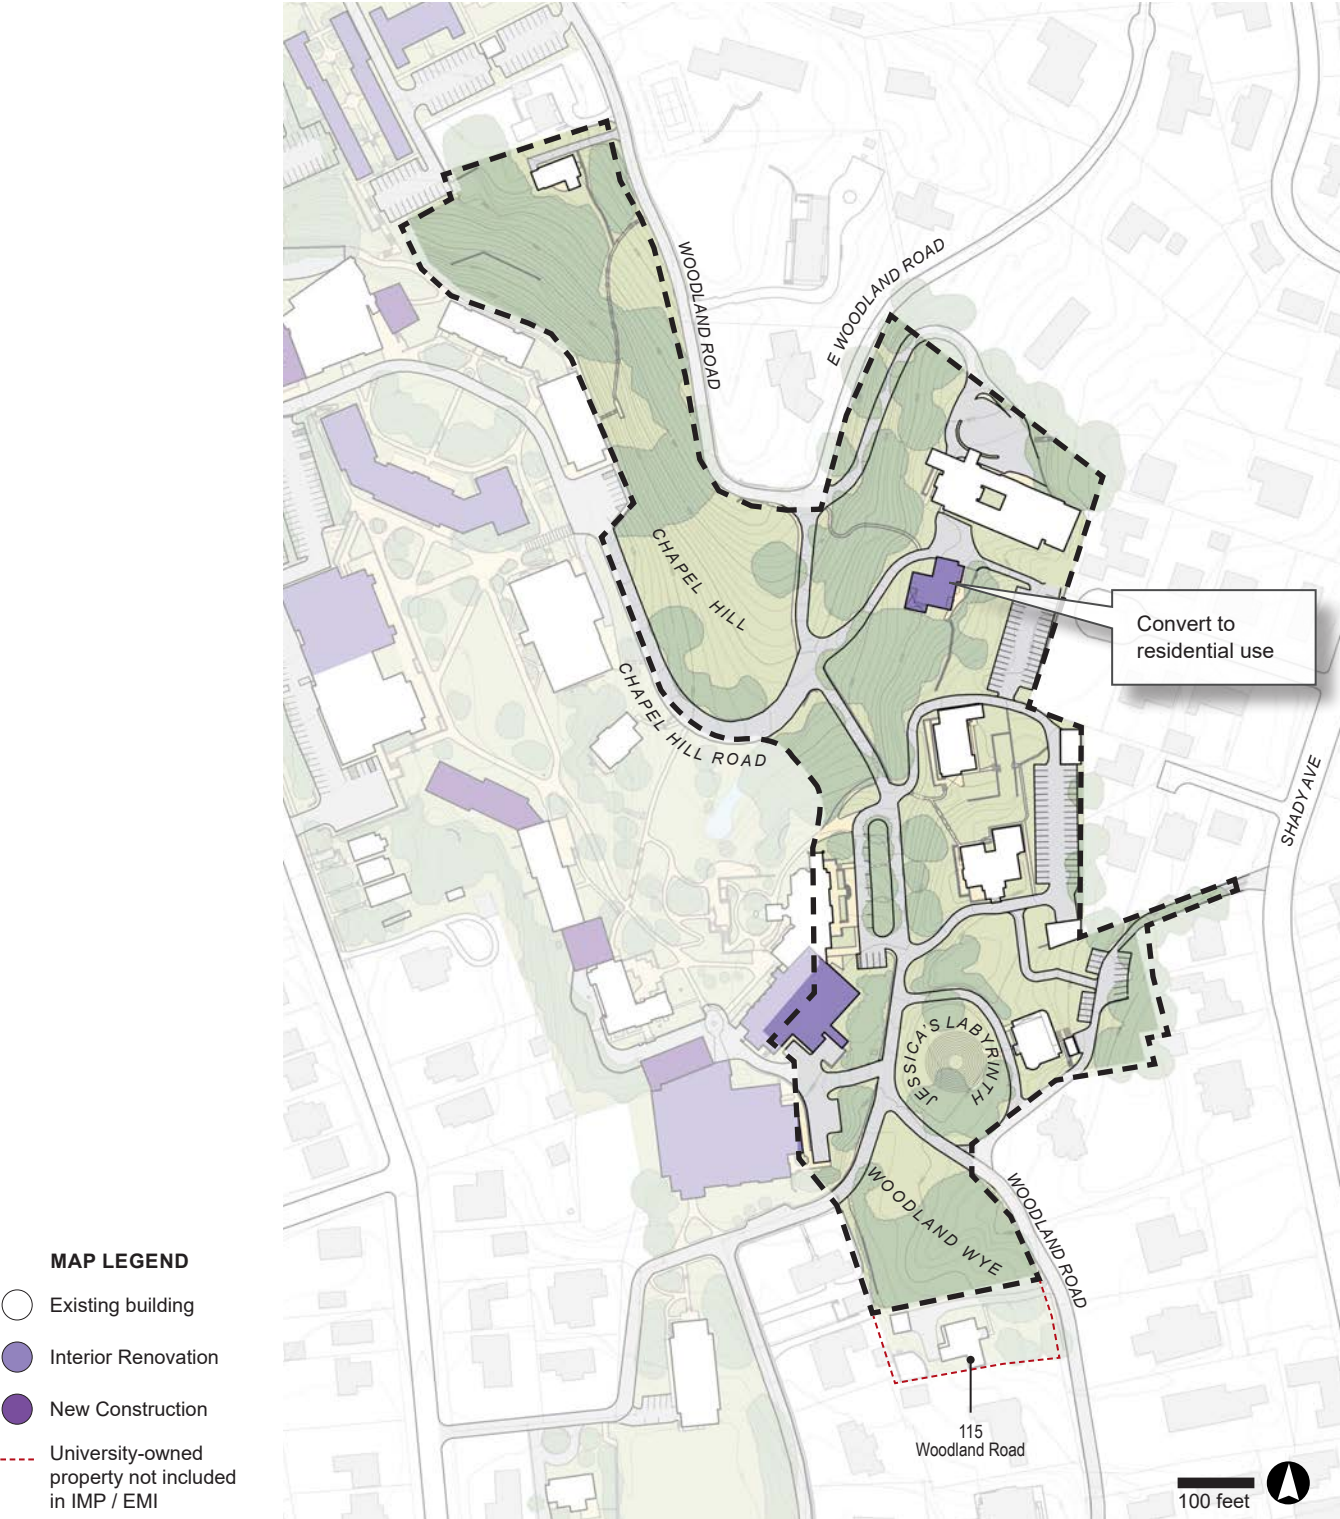 WOODLAND ROAD
E WOODLAND ROAD
CHAPEL HILL
Convert to
residential use
CHAPEL HILL ROAD
SHADY AVE
JESSICA'S LABYRINTH
WOODLAND WYE
WOODLAND ROAD
MAP LEGEND
Existing building
Interior Renovation
New Construction
University-owned
property not included
in IMP / EMI
115
Woodland Road
100 feet